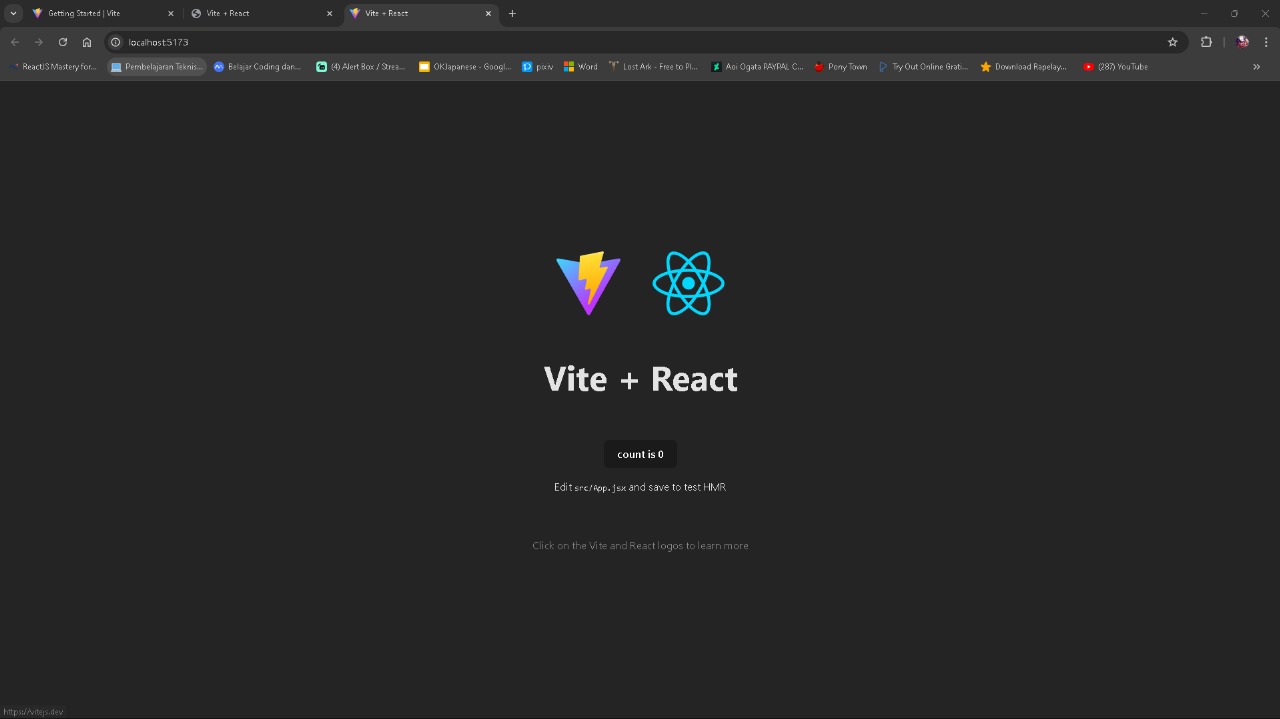 Getting Started | Vite
Vite + React
Vite + React
localhost:5173
ReactJS Mastery for...
Pembelajaran Teknis...
Belajar Coding dan...
(4) Alert Box / Strea...
OKJapanese - Googl...
pixiv
Word
Lost Ark - Free to Pl...
Aoi Ogata PAYPAL C...
Pony Town
Try Out Online Grati...
Download Rapelay...
(287) YouTube
Vite + React
count is 0
Edit src/App.jsx and save to test HMR
Click on the Vite and React logos to learn more
https://vitejs.dev